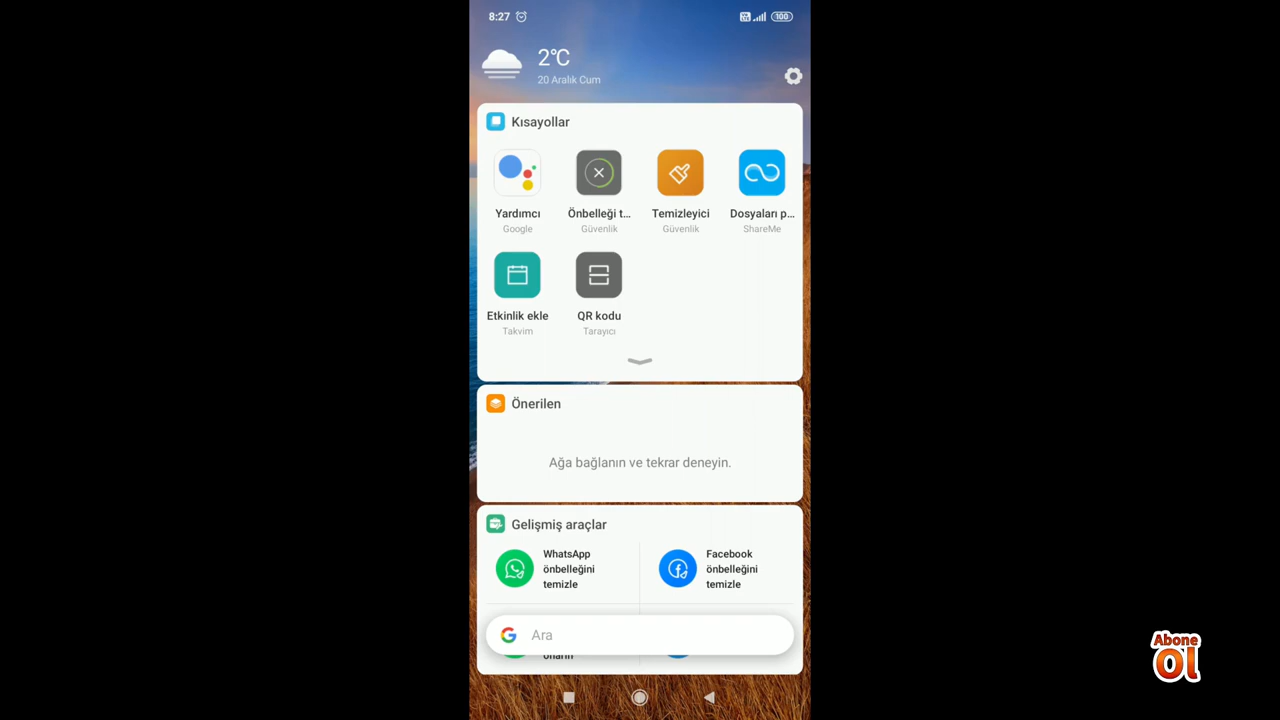 8:27
100
2°C
20 Aralık Cum
Kısayollar
Yardımcı
Google
Önbelleği t...
Güvenlik
Temizleyici
Güvenlik
Dosyaları p...
ShareMe
Etkinlik ekle
Takvim
QR kodu
Tarayıcı
Önerilen
Ağa bağlanın ve tekrar deneyin.
Gelişmiş araçlar
WhatsApp
önbelleğini
temizle
Facebook
önbelleğini
temizle
Ara
onarın
Abone
Ol